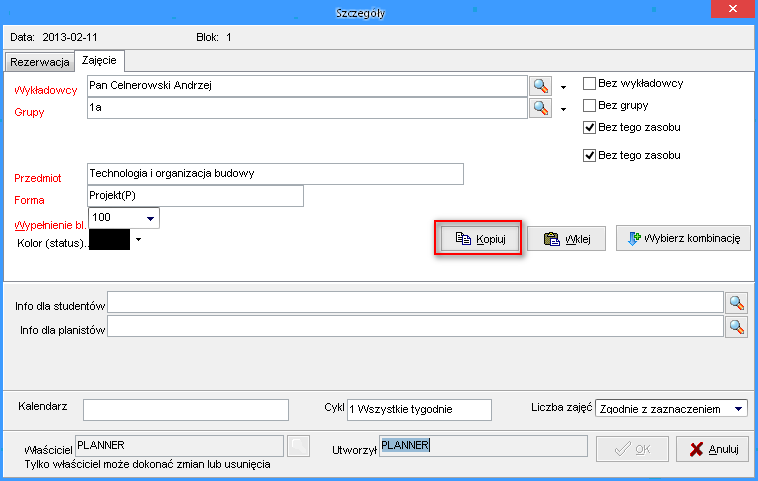 Szczegóły
Data: 2013-02-11 Blok: 1
Rezerwacja Zajęcie
Wykładowcy Pan Celnerowski Andrzej Bez wykładowcy
Grupy 1a Bez grupy
Bez tego zasobu
Bez tego zasobu
Przedmiot Technologia i organizacja budowy
Forma Projekt(P)
Wypełnienie bl. 100
Kolor (status).. Kopiuj Wklej Wybierz kombinację
Info dla studentów
Info dla planistów
Kalendarz Cykl 1 Wszystkie tygodnie Liczba zajęć Zgodnie z zaznaczeniem
Właściciel PLANNER Utworzył PLANNER OK Anuluj
Tylko właściciel może dokonać zmian lub usunięcia